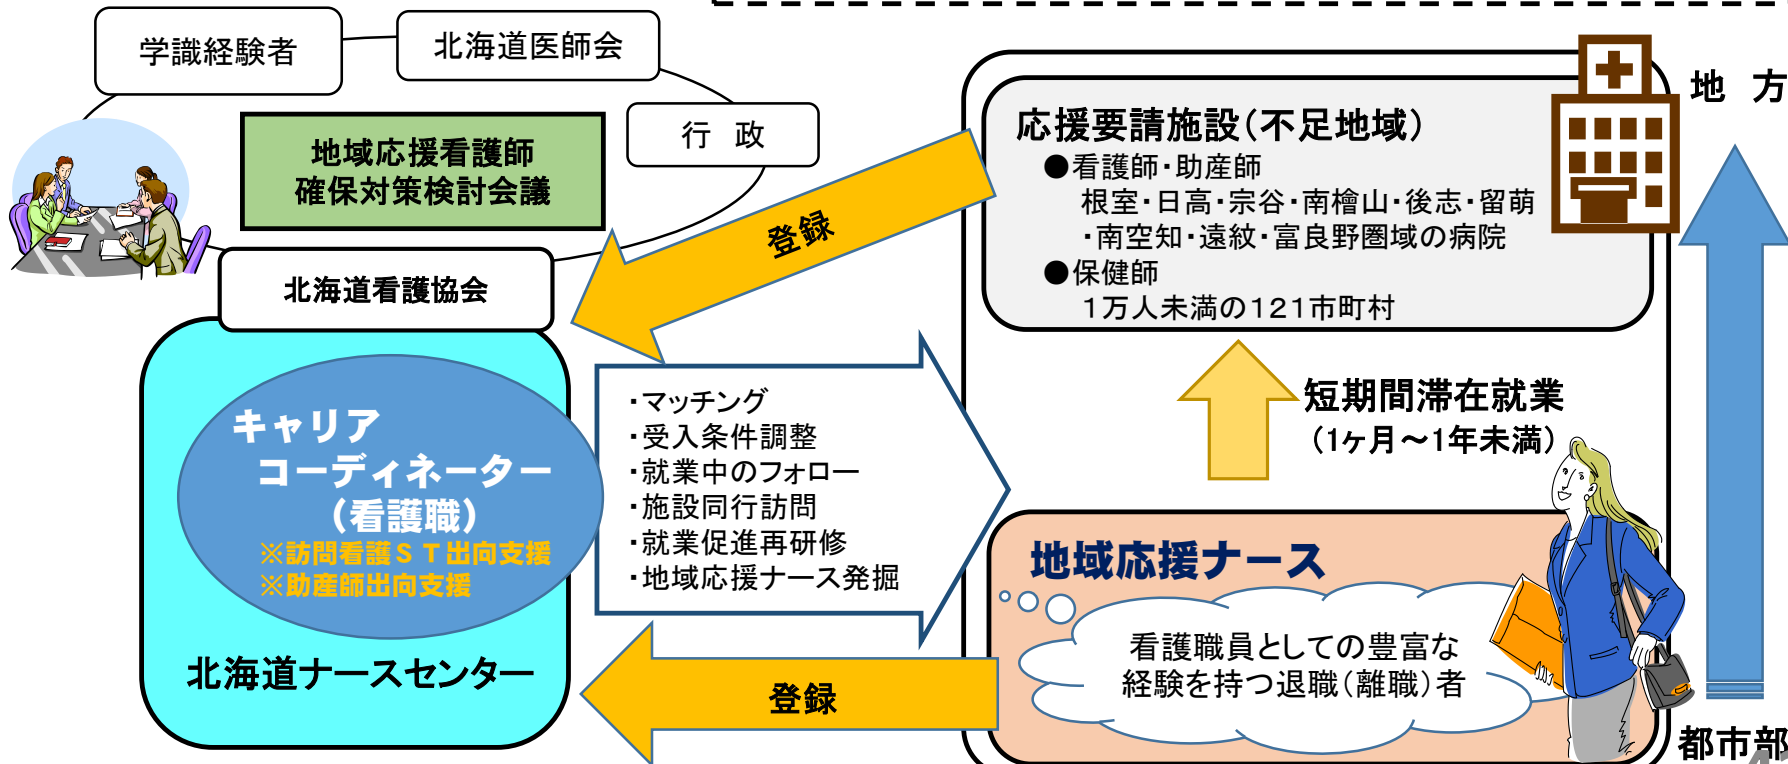 学識経験者
北海道医師会
行 政
地域応援看護師
確保対策検討会議
北海道看護協会
キャリア
コーディネーター
（看護職）
※訪問看護ＳＴ出向支援
※助産師出向支援
北海道ナースセンター
登録
・マッチング
・受入条件調整
・就業中のフォロー
・施設同行訪問
・就業促進再研修
・地域応援ナース発掘
登録
応援要請施設（不足地域）
●看護師・助産師
根室・日高・宗谷・南檜山・後志・留萌
・南空知・遠紋・富良野圏域の病院
●保健師
１万人未満の１２１市町村
短期間滞在就業
（1ヶ月～1年未満）
地域応援ナース
看護職員としての豊富な
経験を持つ退職（離職）者
地 方
都市部